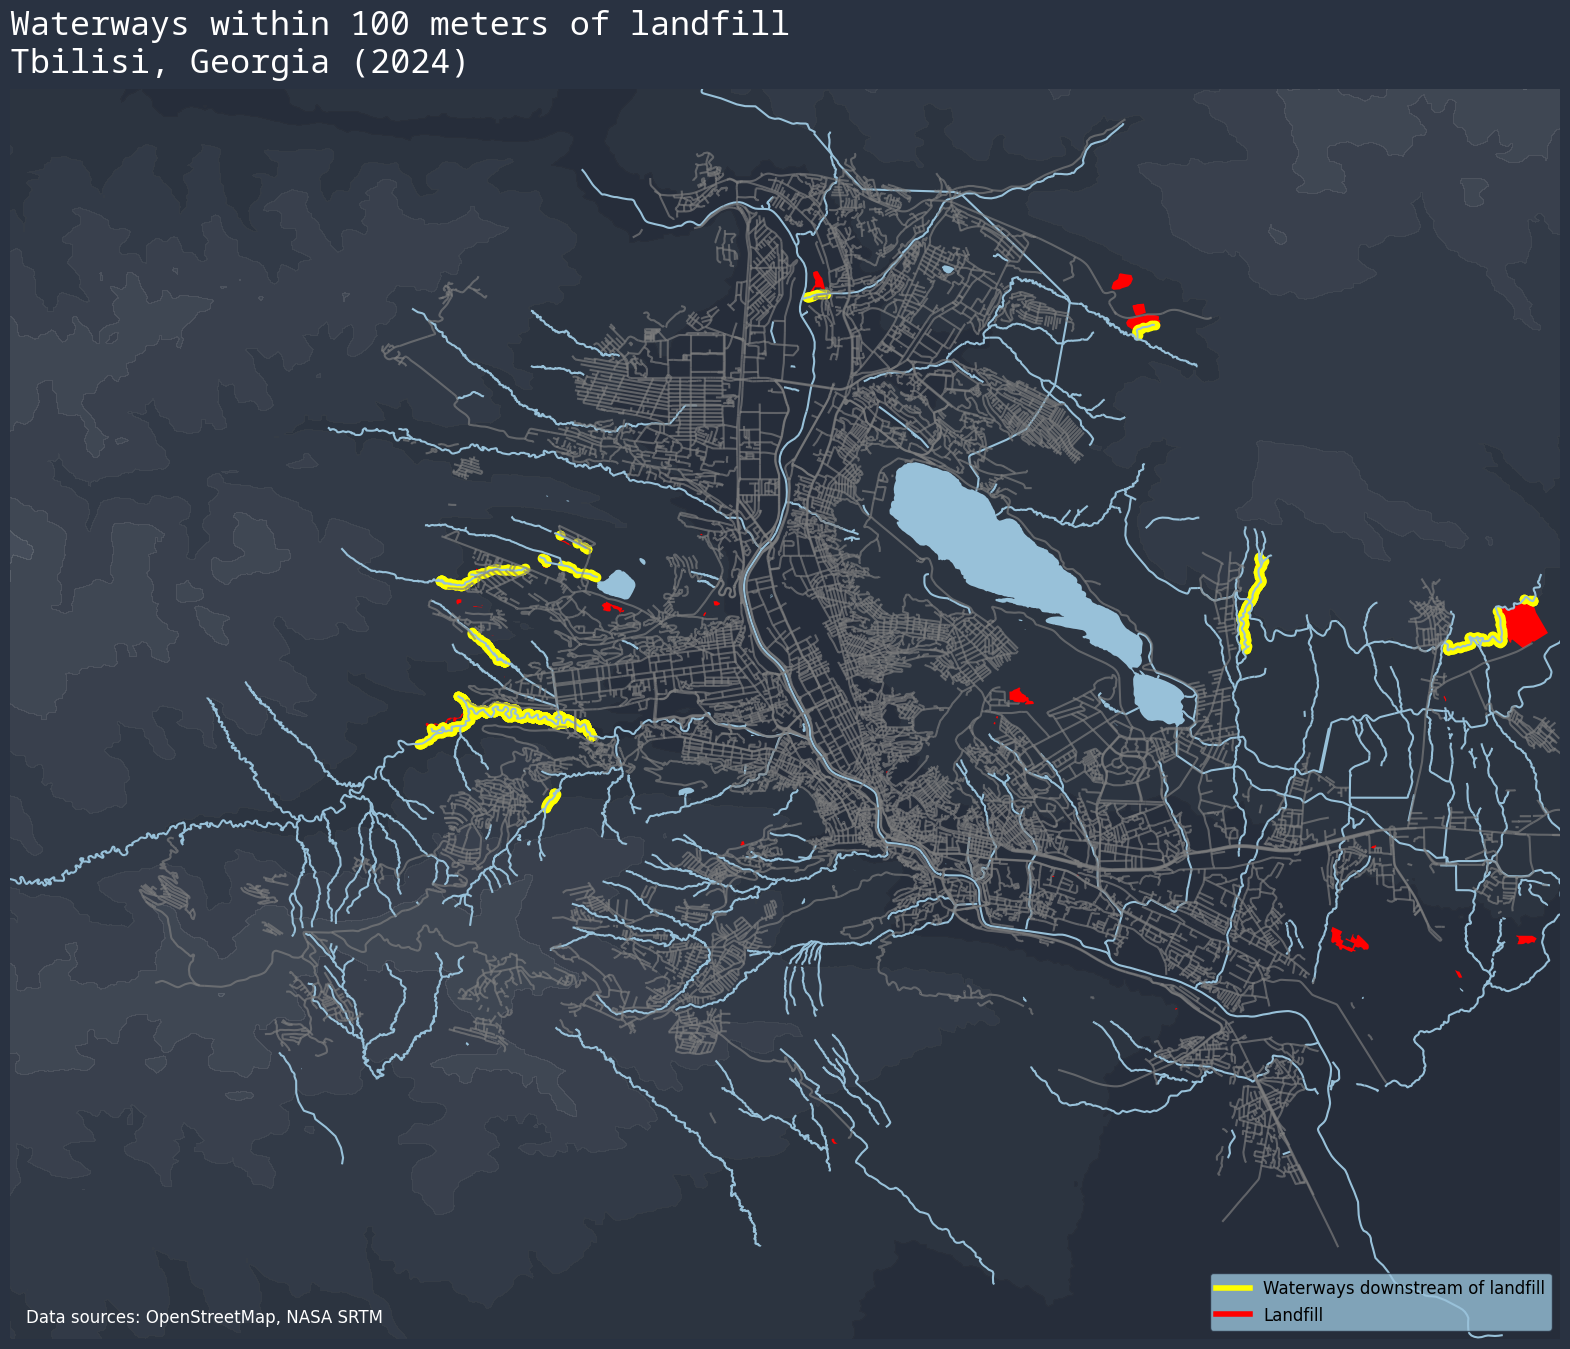 Waterways within 100 meters of landfill
Tbilisi, Georgia (2024)
Waterways downstream of landfill
Landfill
Data sources: OpenStreetMap, NASA SRTM